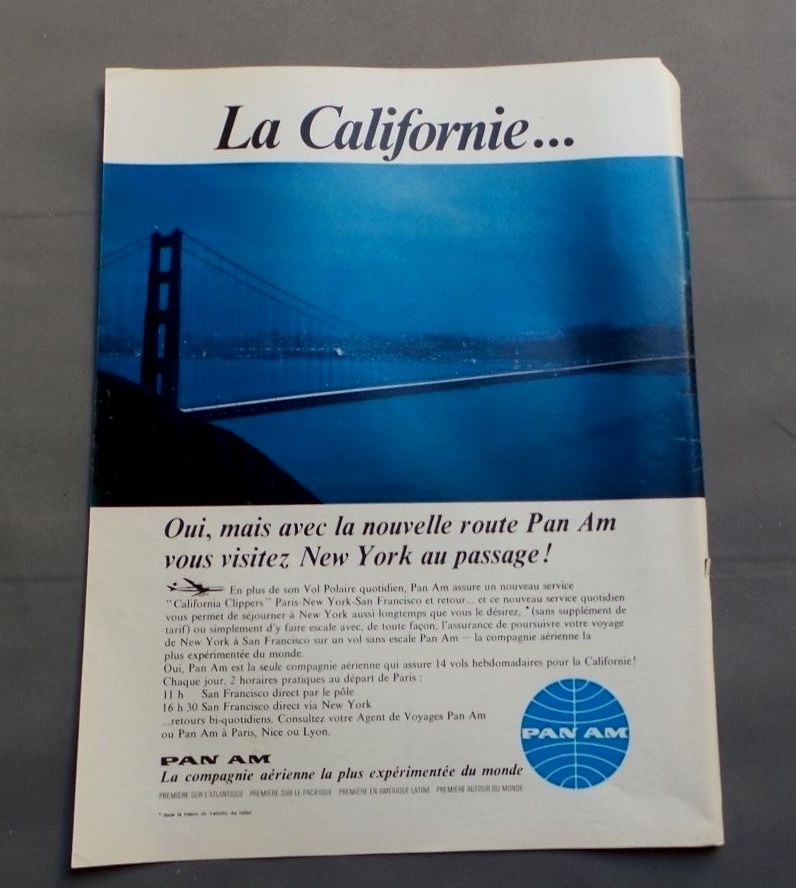 La Californie...
Oui, mais avec la nouvelle route Pan Am
vous visitez New York au passage!
En plus de son Vol Polaire quotidien, Pan Am assure un nouveau service
"California Clippers" Paris-New York-San Francisco et retour... et ce nouveau service quotidien
vous permet de séjourner à New York aussi longtemps que vous le désirez, *(sans supplément de
tarif) ou simplement d'y faire escale avec, de toute façon, l'assurance de poursuivre votre voyage
de New York à San Francisco sur un vol sans escale Pan Am — la compagnie aérienne la
plus expérimentée du monde.
Oui, Pan Am est la seule compagnie aérienne qui assure 14 vols hebdomadaires pour la Californie!
Chaque jour, 2 horaires pratiques au départ de Paris :
11 h San Francisco direct par le pôle
16 h 30 San Francisco direct via New York
...retours bi-quotidiens. Consultez votre Agent de Voyages Pan Am
ou Pan Am à Paris, Nice ou Lyon.
PAN AM
PAN AM
La compagnie aérienne la plus expérimentée du monde
PREMIÈRE SUR L'ATLANTIQUE PREMIÈRE SUR LE PACIFIQUE PREMIÈRE EN AMÉRIQUE LATINE PREMIÈRE AUTOUR DU MONDE
* dans la limite de validité du billet